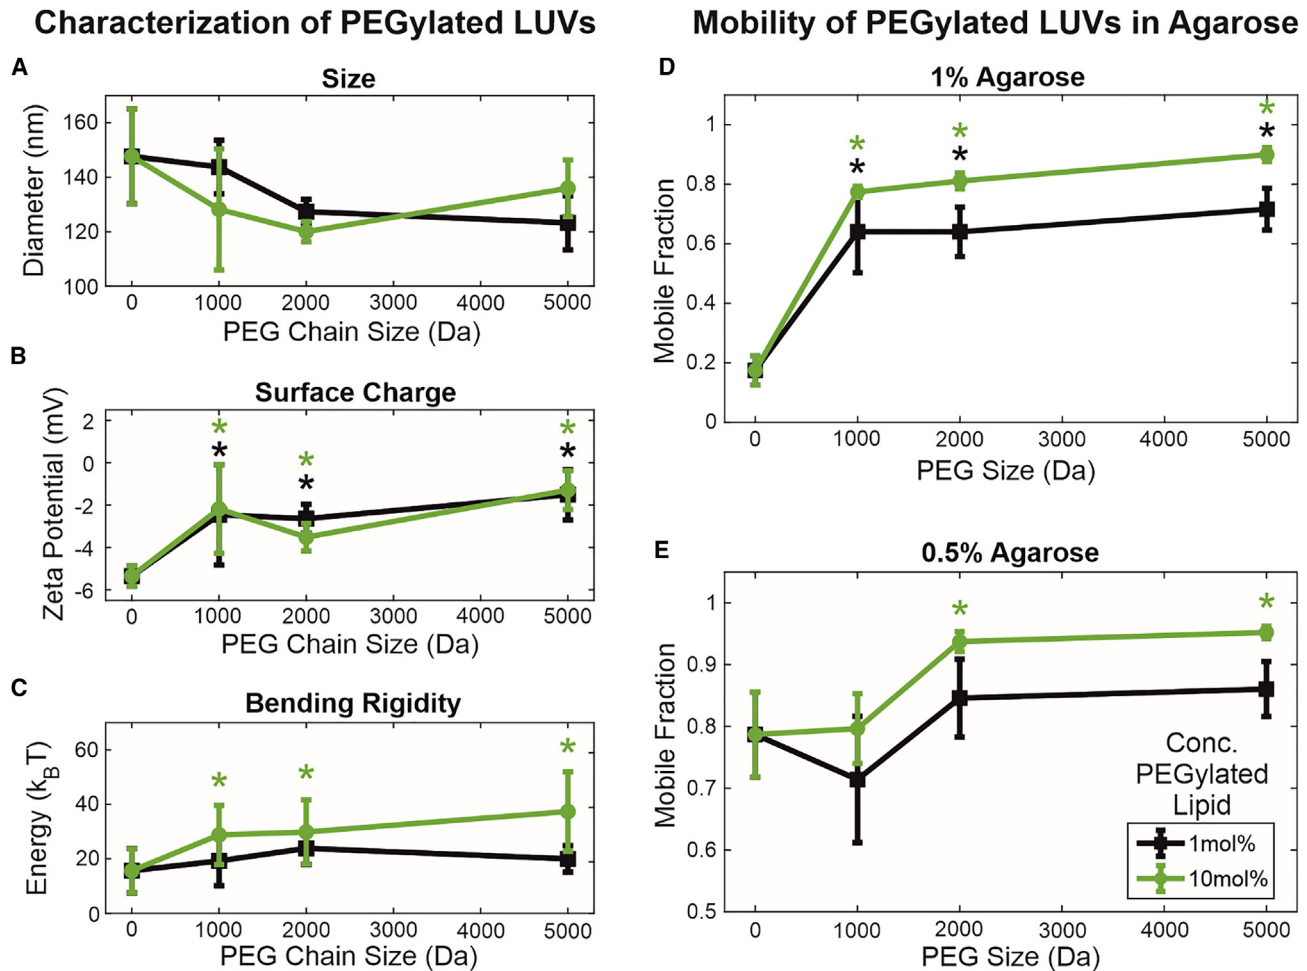 Characterization of PEGylated LUVs
A
Size
Diameter (nm)
160
140
120
100
0 1000 2000 3000 4000 5000
PEG Chain Size (Da)
B
Surface Charge
Zeta Potential (mV)
2
0
-2
-4
-6
0 1000 2000 3000 4000 5000
PEG Chain Size (Da)
C
Bending Rigidity
Energy (kBT)
60
40
20
0
0 1000 2000 3000 4000 5000
PEG Chain Size (Da)
Mobility of PEGylated LUVs in Agarose
D
1% Agarose
Mobile Fraction
1
0.8
0.6
0.4
0.2
0
0 1000 2000 3000 4000 5000
PEG Size (Da)
E
0.5% Agarose
Mobile Fraction
1
0.9
0.8
0.7
0.6
0.5
0 1000 2000 3000 4000 5000
PEG Size (Da)
Conc.
PEGylated
Lipid
1mol%
10mol%